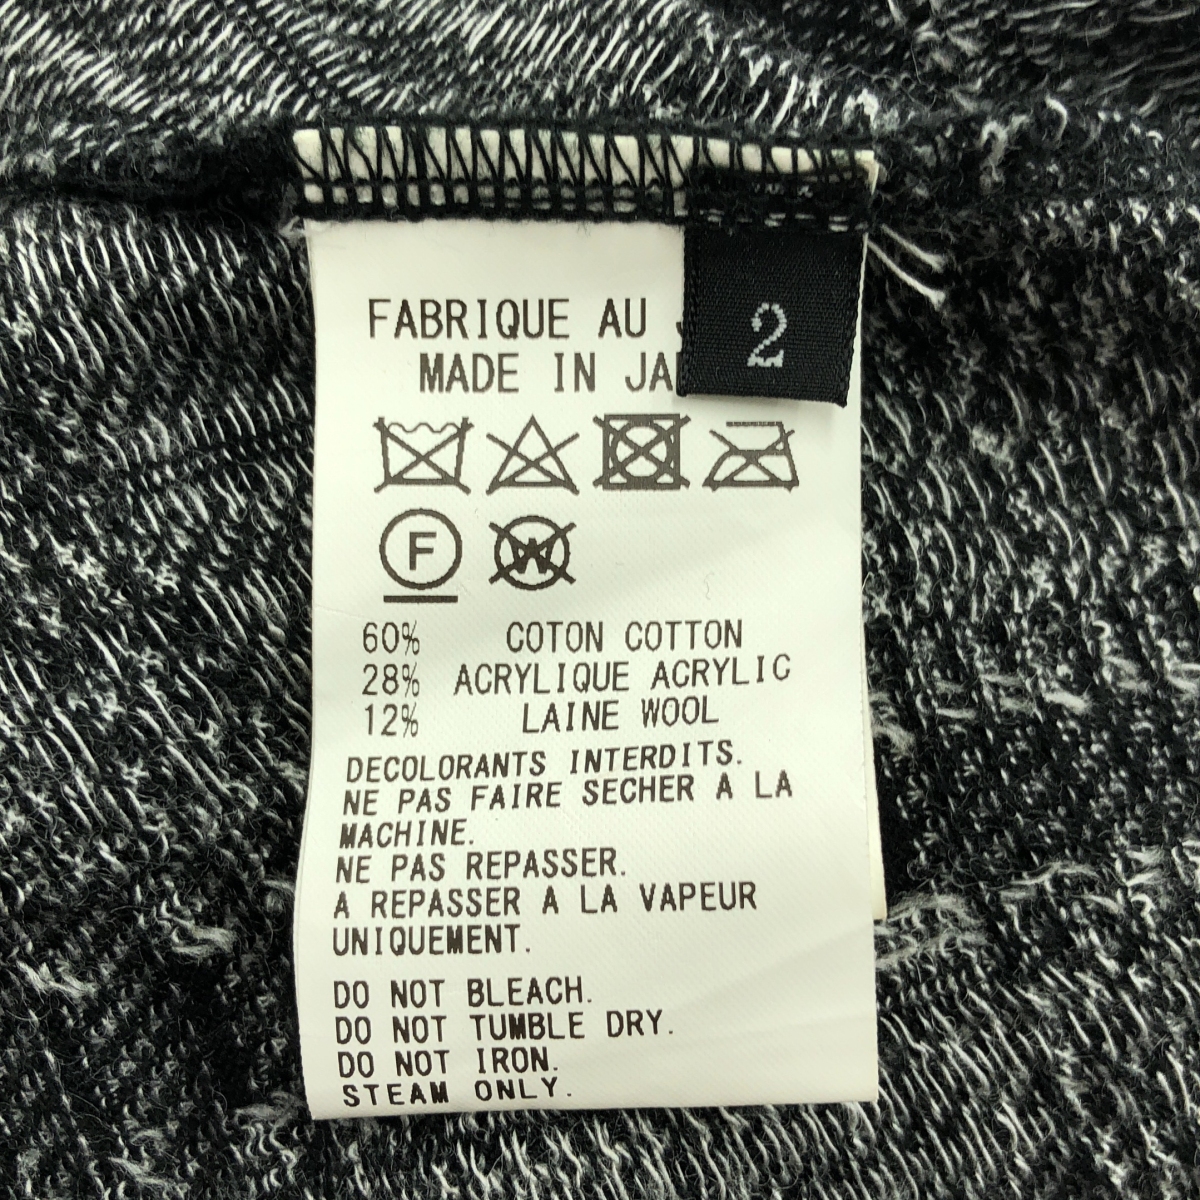 FABRIQUE AU
2
MADE IN
F
W
60% COTON COTTON
28% ACRYLIQUE ACRYLIC
12% LAINE WOOL
DECOLORANTS INTERDITS.
NE PAS FAIRE SECHER A LA
MACHINE.
NE PAS REPASSER.
A REPASSER A LA VAPEUR
UNIQUEMENT.
DO NOT BLEACH.
DO NOT TUMBLE DRY.
DO NOT IRON.
STEAM ONLY.